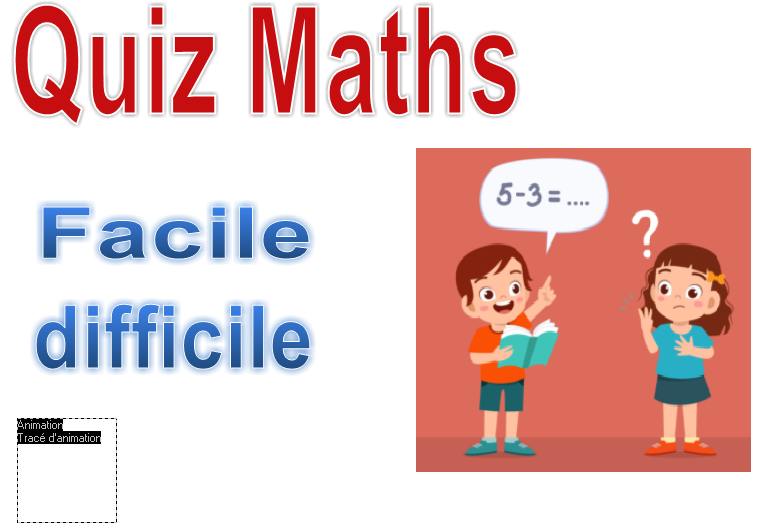 Quiz Maths
Facile
difficile
5-3=....
?
Animation
Tracé d'animation